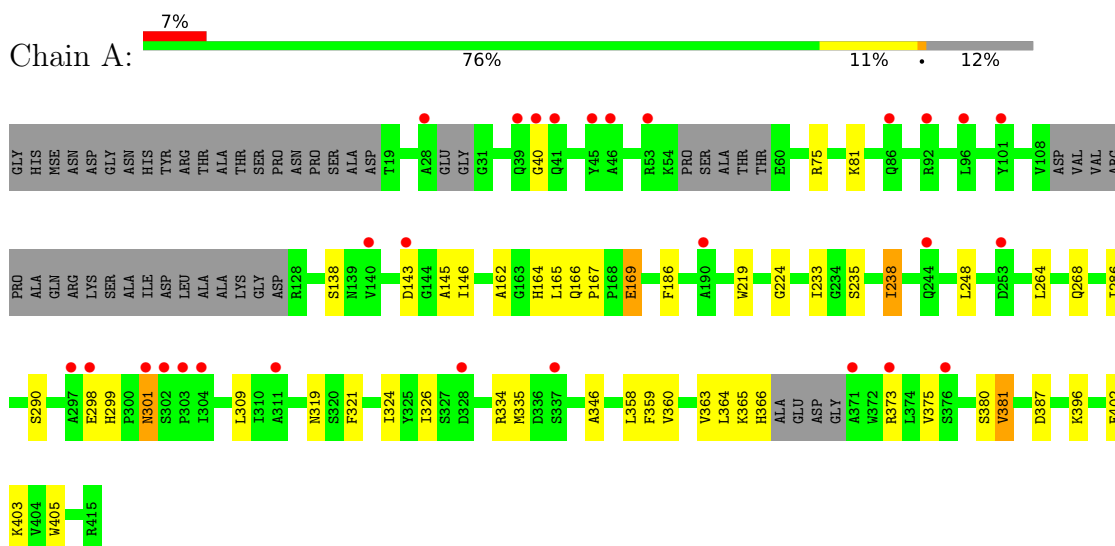 7%
Chain A:
76% 11% • 12%
GLY HIS MSE ASN ASP GLY ASN HIS TYR ARG THR ALA THR SER PRO ASN PRO SER ALA ASP T19 A28 GLU GLY G31 Q39 G40 Q41 Y45 A46 R53 K54 PRO SER ALA THR THR E60 R75 K81 Q86 R92 L96 Y101 V108 ASP VAL VAL ARG
PRO ALA GLN ARG LYS SER ALA ILE ASP LEU ALA ALA LYS GLY ASP R128 S138 N139 V140 D143 G144 A145 I146 A162 G163 H164 L165 Q166 P167 P168 E169 F186 A190 W219 G224 I233 G234 S235 I238 Q244 L248 D253 L264 Q268
S290 A297 E298 H299 P300 N301 S302 P303 I304 L309 I310 A311 N319 S320 F321 I324 Y325 I326 S327 D328 R334 M335 D336 S337 A346 L358 F359 V360 V363 L364 K365 H366 ALA GLU ASP GLY A371 W372 R373 L374 V375 S376 S380 V381 D387 K396
K403 V404 W405 R415